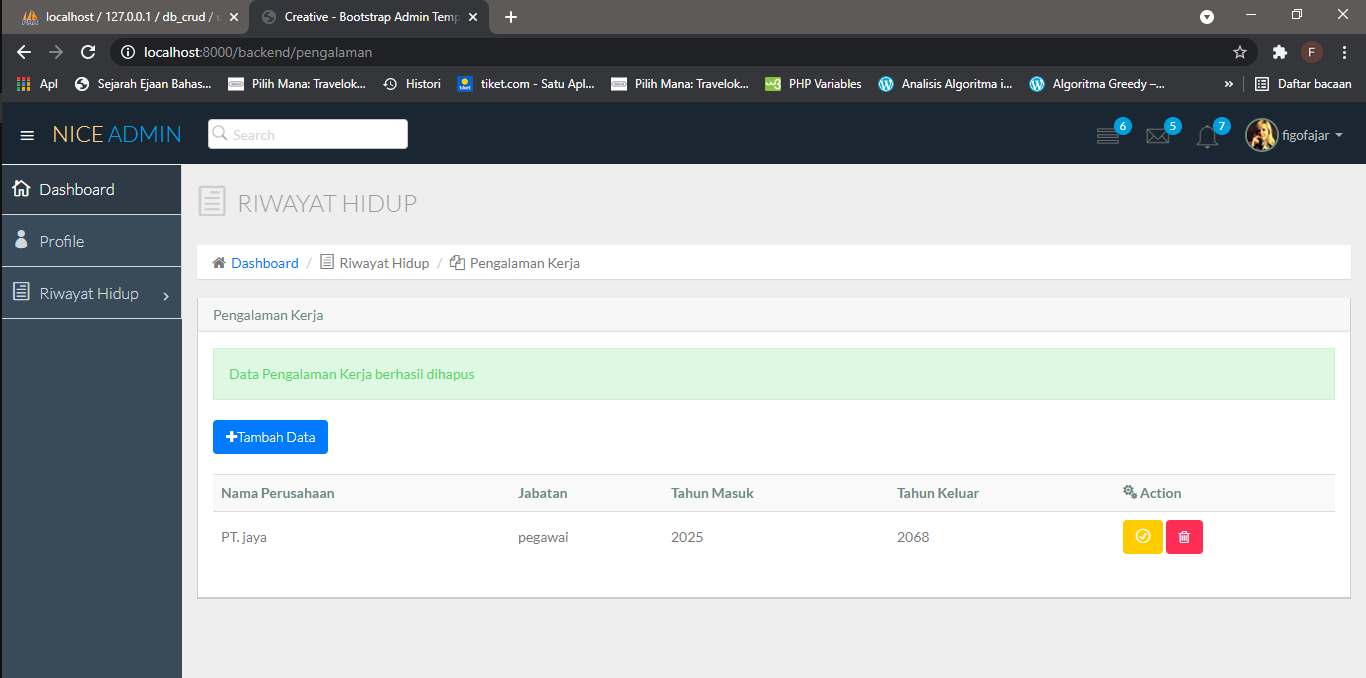 localhost / 127.0.0.1 / db_crud /
Creative - Bootstrap Admin Temp
localhost:8000/backend/pengalaman
F
Apl
Sejarah Ejaan Bahas...
Pilih Mana: Travelok...
Histori
tiket.com - Satu Apl...
Pilih Mana: Travelok...
PHP Variables
Analisis Algoritma i...
Algoritma Greedy –...
»
Daftar bacaan
NICE ADMIN
Search
6
5
7
figofajar
Dashboard
Profile
Riwayat Hidup
RIWAYAT HIDUP
Dashboard / Riwayat Hidup / Pengalaman Kerja
Pengalaman Kerja
Data Pengalaman Kerja berhasil dihapus
+Tambah Data
Nama Perusahaan Jabatan Tahun Masuk Tahun Keluar Action
PT. jaya pegawai 2025 2068